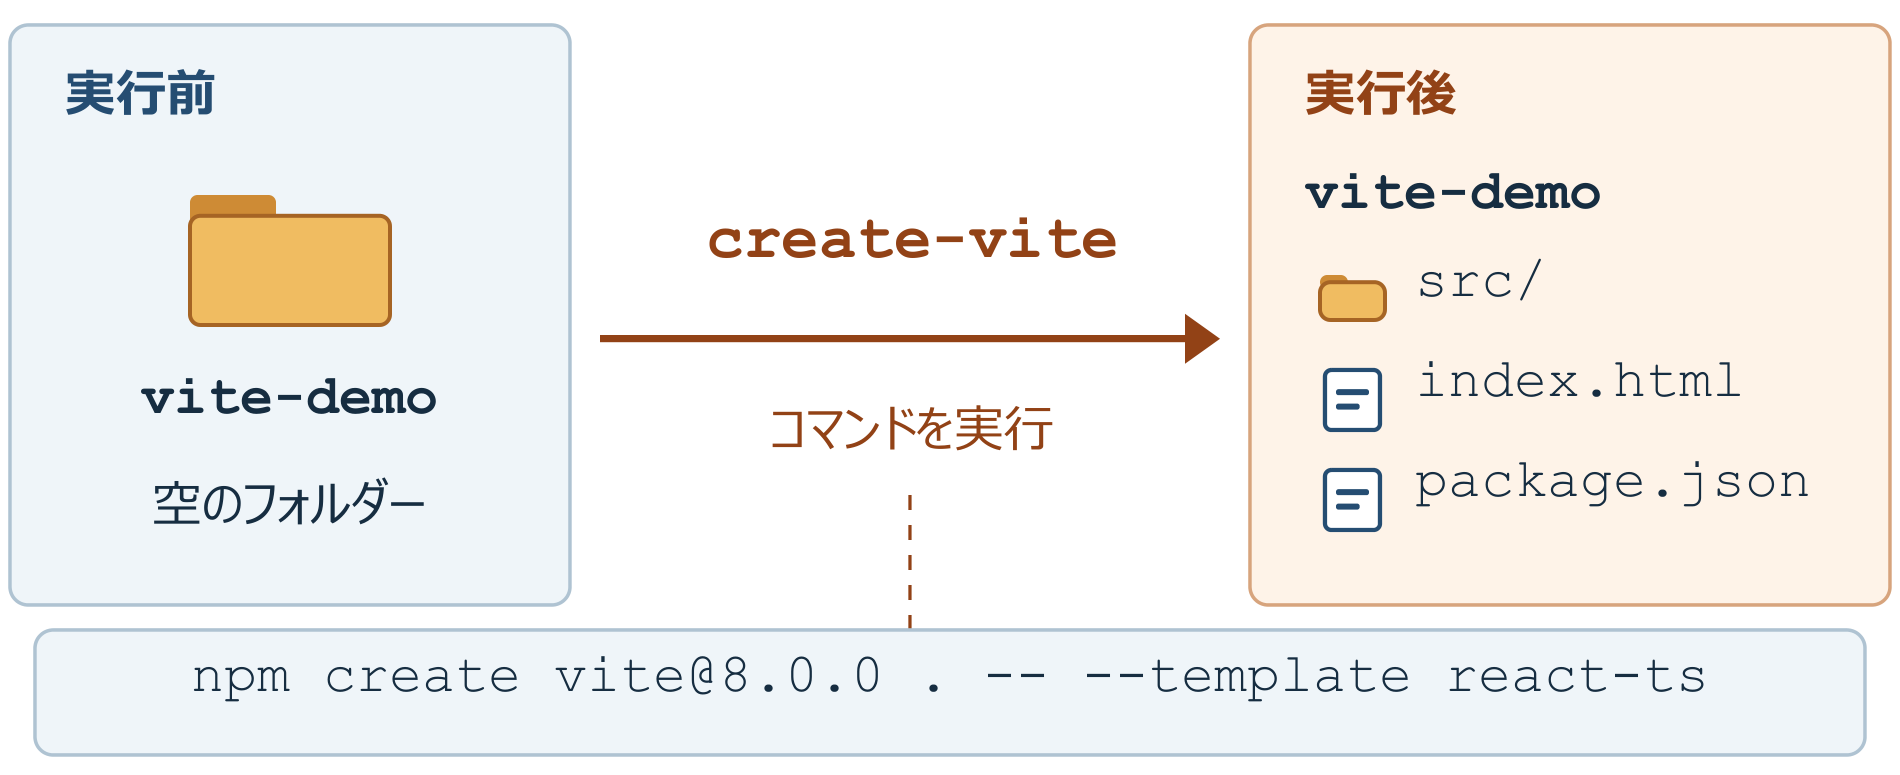 実行前
vite-demo
空のフォルダー
create-vite
コマンドを実行
実行後
vite-demo
src/
index.html
package.json
npm create vite@8.0.0 . -- --template react-ts